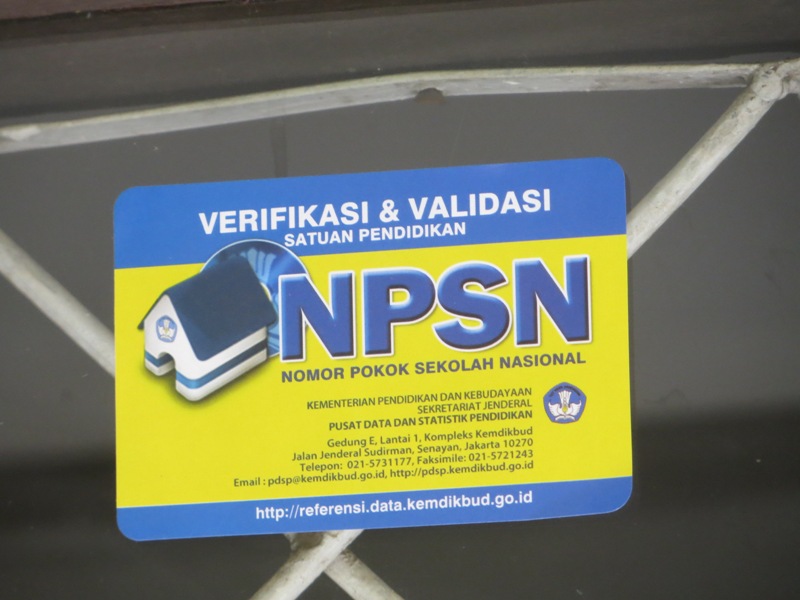 VERIFIKASI & VALIDASI
SATUAN PENDIDIKAN
NPSN
NOMOR POKOK SEKOLAH NASIONAL
KEMENTERIAN PENDIDIKAN DAN KEBUDAYAAN
SEKRETARIAT JENDERAL
PUSAT DATA DAN STATISTIK PENDIDIKAN
Gedung E, Lantai 1, Kompleks Kemdikbud
Jalan Jenderal Sudirman, Senayan, Jakarta 10270
Telepon: 021-5731177, Faksimile: 021-5721243
Email : pdsp@kemdikbud.go.id, http://pdsp.kemdikbud.go.id
http://referensi.data.kemdikbud.go.id